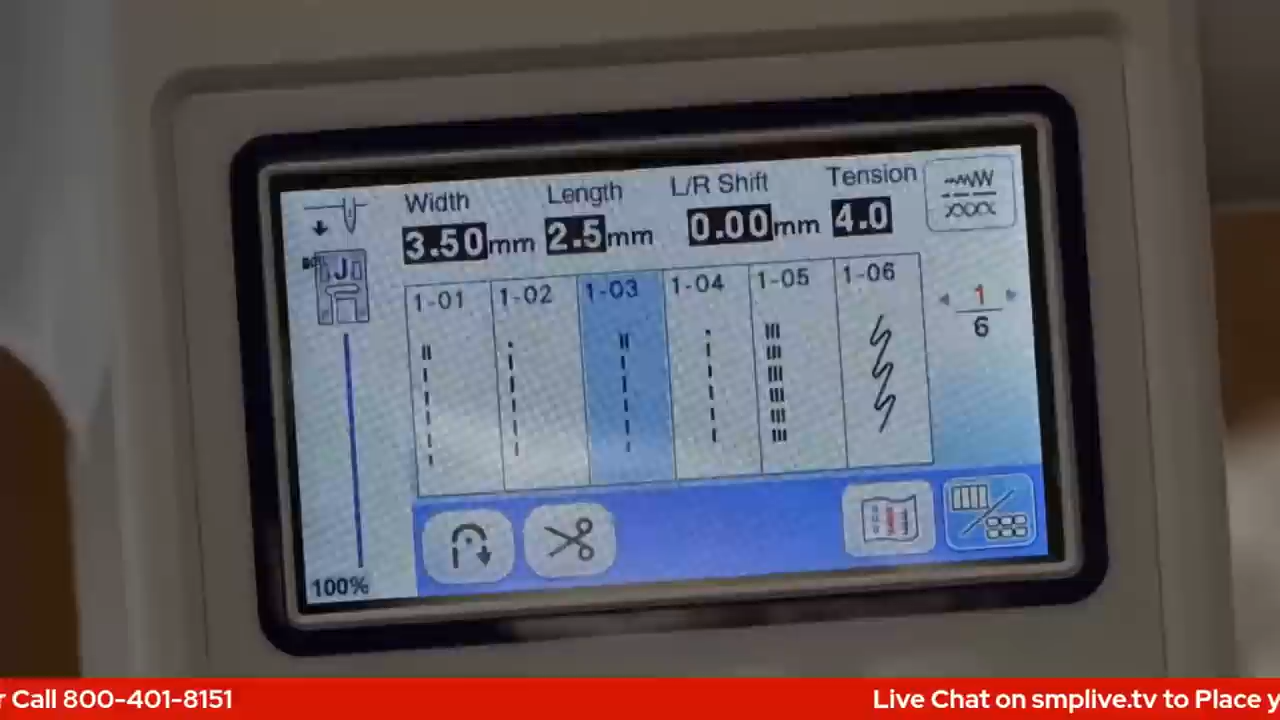 Width Length L/R Shift Tension
3.50mm 2.5mm 0.00mm 4.0
J
1-01 1-02 1-03 1-04 1-05 1-06
1
6
100%
r Call 800-401-8151
Live Chat on smplive.tv to Place y